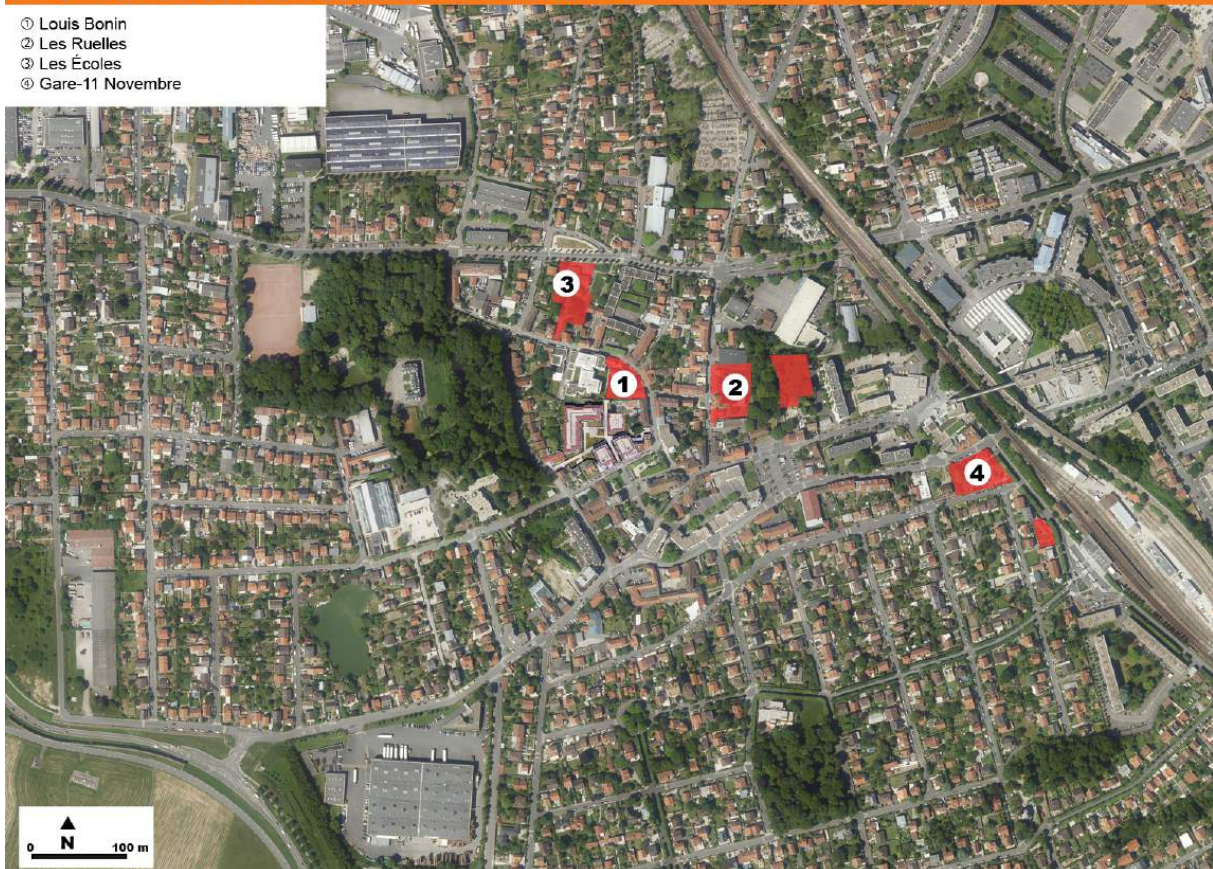 ① Louis Bonin
② Les Ruelles
③ Les Écoles
④ Gare-11 Novembre
3
1
2
4
N
0 100 m